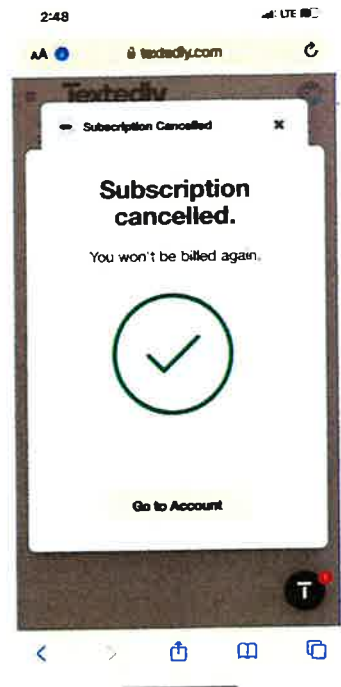 2:48
LTE
AA
textedly.com
Textedly
Subscription Cancelled
Subscription
cancelled.
You won't be billed again.
Go to Account
T